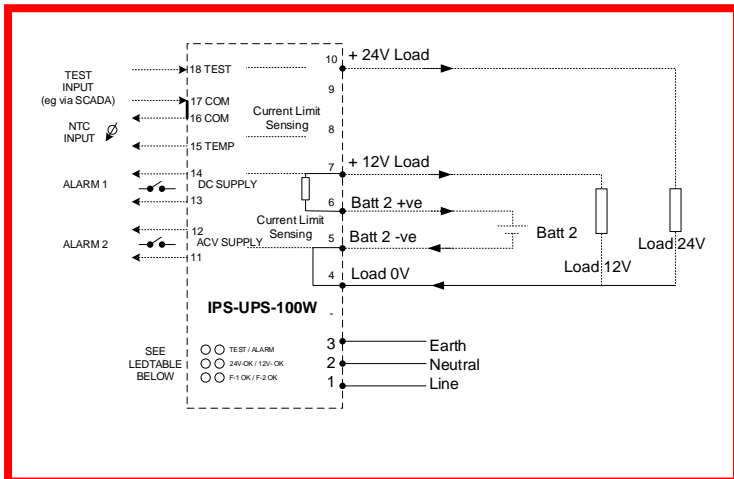 TEST
INPUT
(eg via SCADA)
NTC
INPUT
ALARM 1
ALARM 2
SEE
LEDTABLE
BELOW
18 TEST
17 COM
16 COM
15 TEMP
14
DC SUPPLY
13
12
ACV SUPPLY
11
Current Limit
Sensing
Current Limit
Sensing
IPS-UPS-100W
TEST / ALARM
24V-OK / 12V- OK
F-1 OK / F-2 OK
10
9
8
7
6
5
4
-
3
2
1
+ 24V Load
+ 12V Load
Batt 2 +ve
Batt 2 -ve
Load 0V
Earth
Neutral
Line
Batt 2
Load 12V
Load 24V